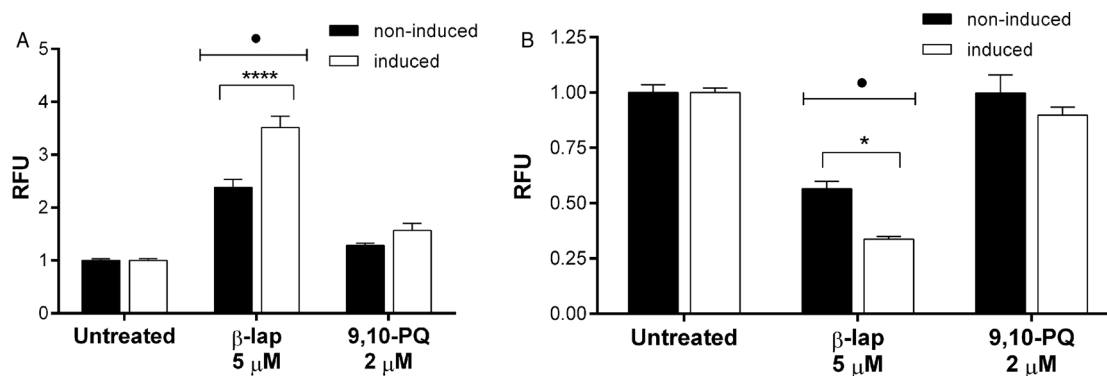 A
non-induced
induced
5
4
3
2
1
0
RFU
●
****
Untreated
β-lap
5 μM
9,10-PQ
2 μM
B
non-induced
induced
1.25
1.00
0.75
0.50
0.25
0.00
RFU
●
*
Untreated
β-lap
5 μM
9,10-PQ
2 μM